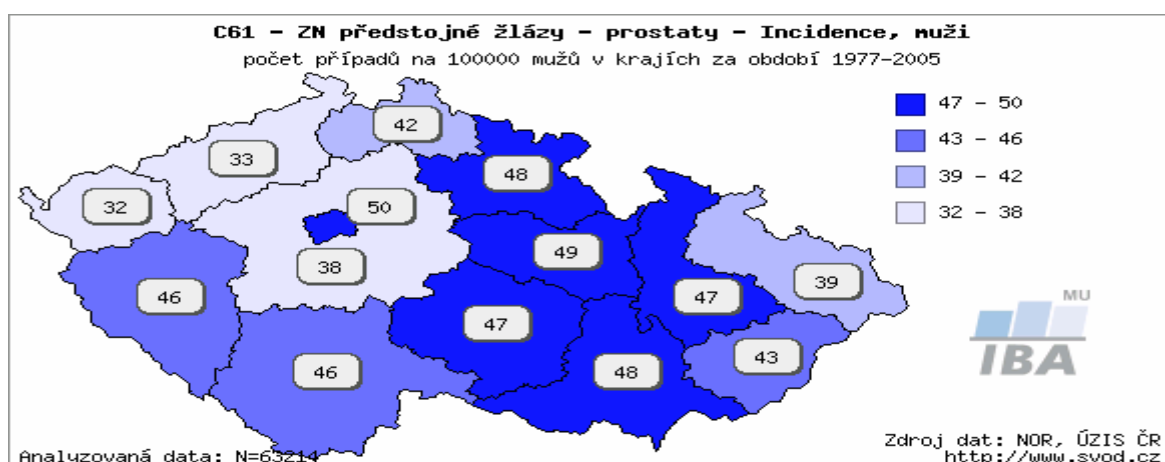 C61 - ZN předstojné žlázy - prostaty - Incidence, muži
počet případů na 100000 mužů v krajích za období 1977-2005
47 - 50
43 - 46
39 - 42
32 - 38
42
33
48
32
50
49
38
46
47
39
47
43
46
48
MU
IBA
Analyzovaná data: N=63214
Zdroj dat: NOR, ÚZIS ČR
http://www.svod.cz